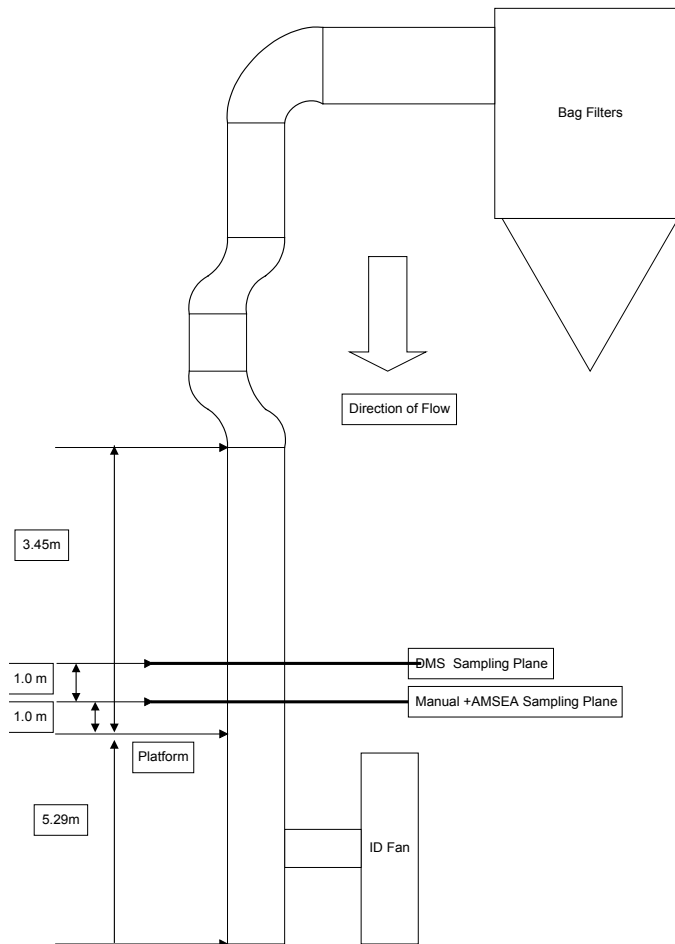 Bag Filters
Direction of Flow
3.45m
DMS Sampling Plane
1.0 m
Manual +AMSEA Sampling Plane
1.0 m
Platform
5.29m
ID Fan